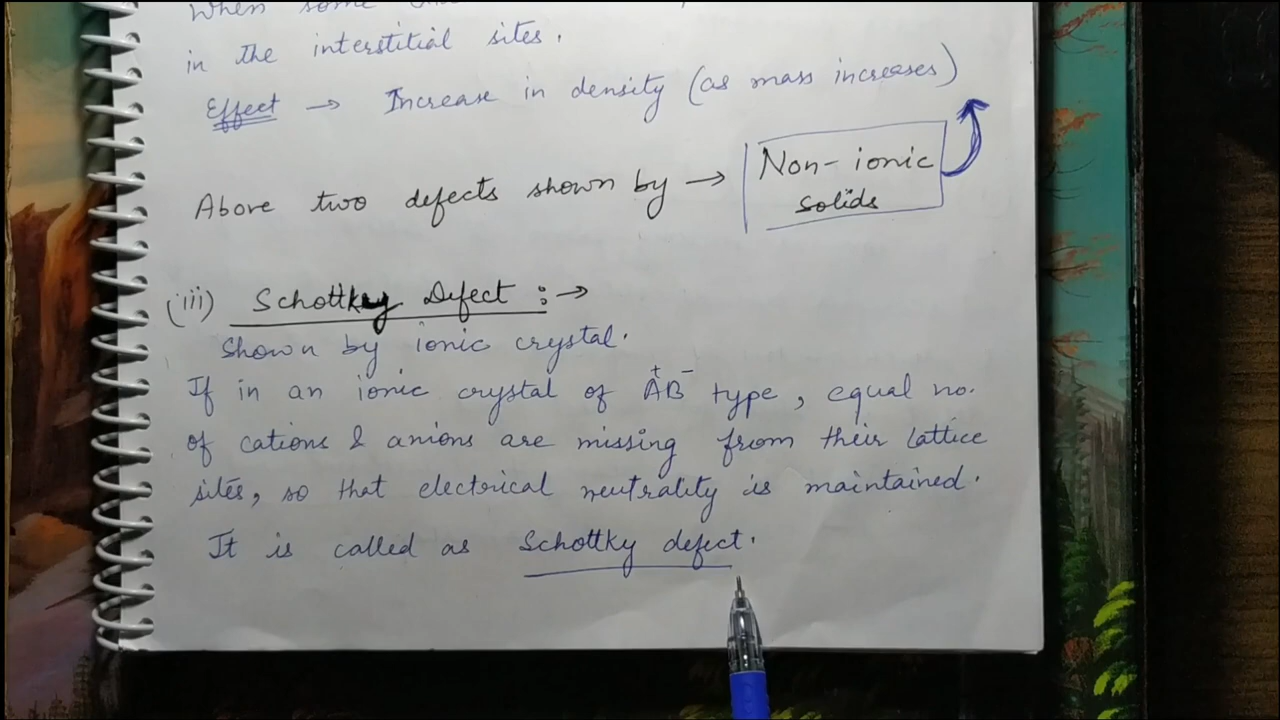 When some
in the interstitial sites.
Effect → Increase in density (as mass increases)
Above two defects shown by → Non-ionic
solids
(iii) Schottky Defect :→
Shown by ionic crystal.
If in an ionic crystal of A⁺B⁻ type, equal no.
of cations & anions are missing from their lattice
sites, so that electrical neutrality is maintained.
It is called as Schottky defect.